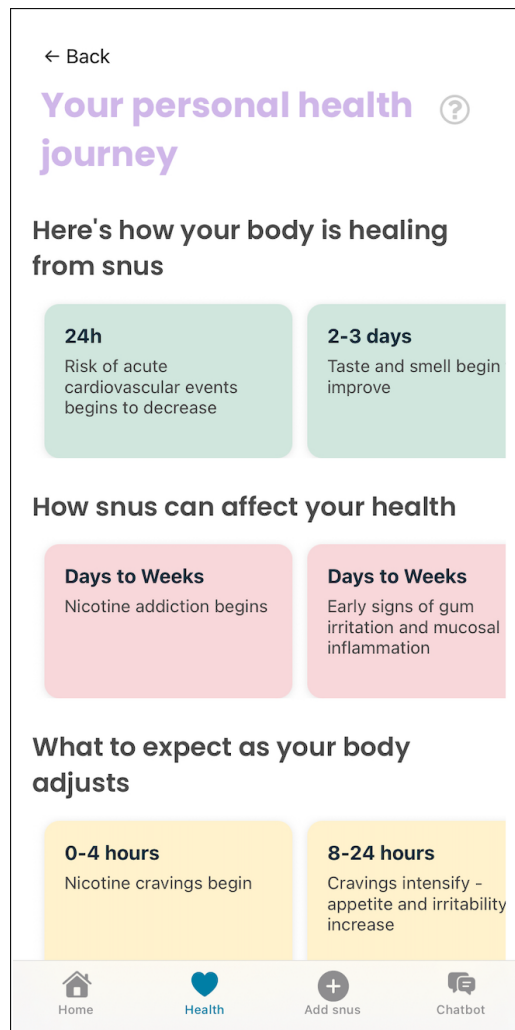 ← Back
Your personal health
journey
?
Here's how your body is healing
from snus
24h
Risk of acute
cardiovascular events
begins to decrease
2-3 days
Taste and smell begin
improve
How snus can affect your health
Days to Weeks
Nicotine addiction begins
Days to Weeks
Early signs of gum
irritation and mucosal
inflammation
What to expect as your body
adjusts
0-4 hours
Nicotine cravings begin
8-24 hours
Cravings intensify -
appetite and irritability
increase
Home
Health
Add snus
Chatbot